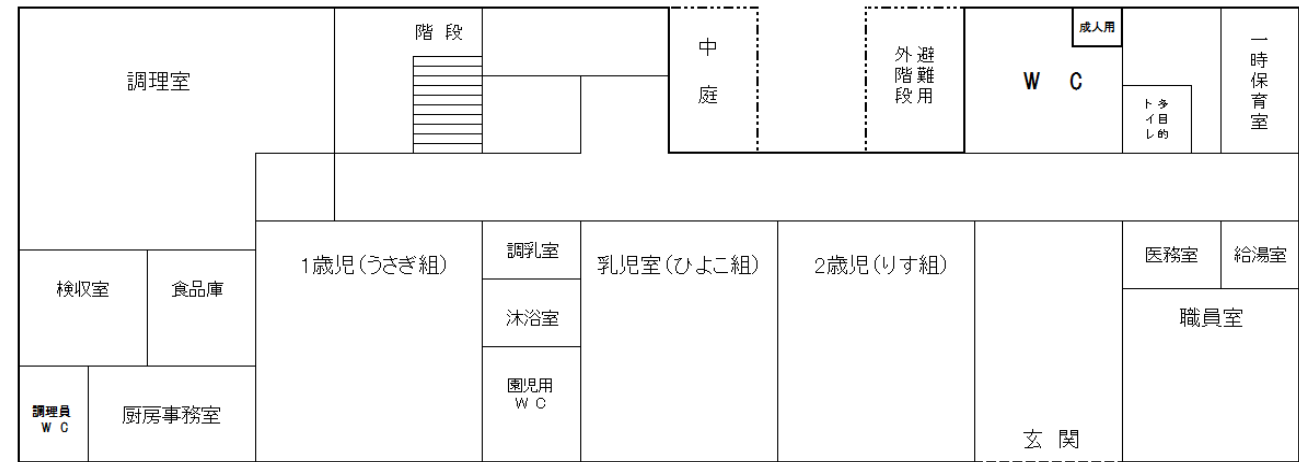 調理室
階 段
中
庭
外 避
階 難
段 用
成人用
W C
ト 多
イ 目
レ 的
一時保育室
1歳児(うさぎ組)
調乳室
沐浴室
園児用
W C
乳児室(ひよこ組)
2歳児(りす組)
医務室
給湯室
職員室
検収室
食品庫
調理員
W C
厨房事務室
玄 関